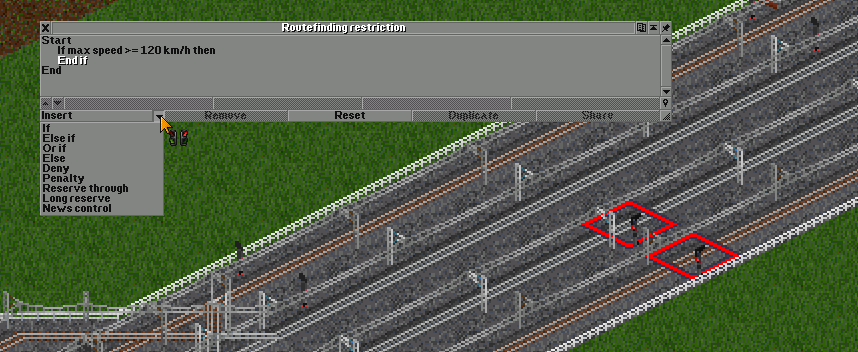 Routefinding restriction
Start
If max speed >= 120 km/h then
End if
End
Insert Remove Reset Duplicate Share
If
Else if
Or if
Else
Deny
Penalty
Reserve through
Long reserve
News control